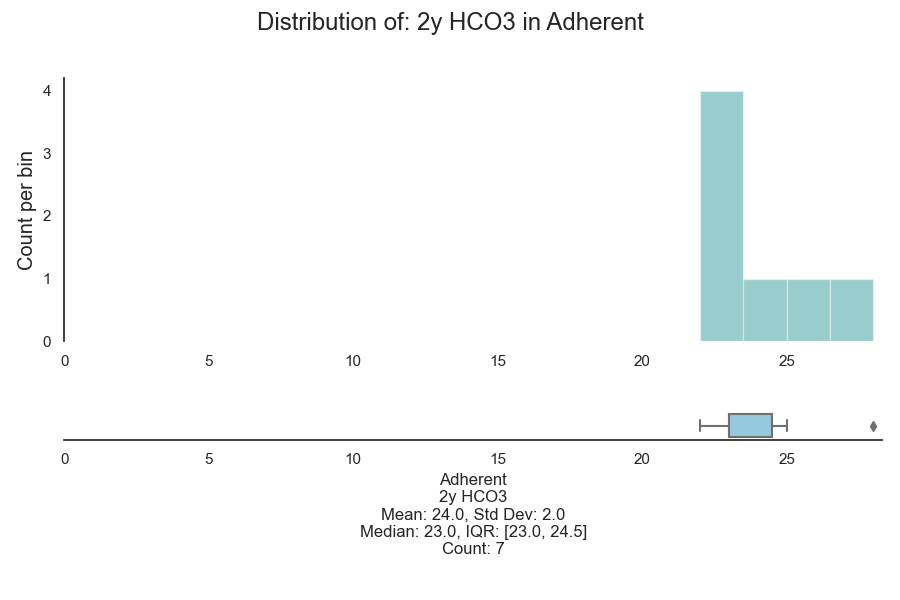 Distribution of: 2y HCO3 in Adherent
Count per bin
4
3
2
1
0
0 5 10 15 20 25
0 5 10 15 20 25
Adherent
2y HCO3
Mean: 24.0, Std Dev: 2.0
Median: 23.0, IQR: [23.0, 24.5]
Count: 7